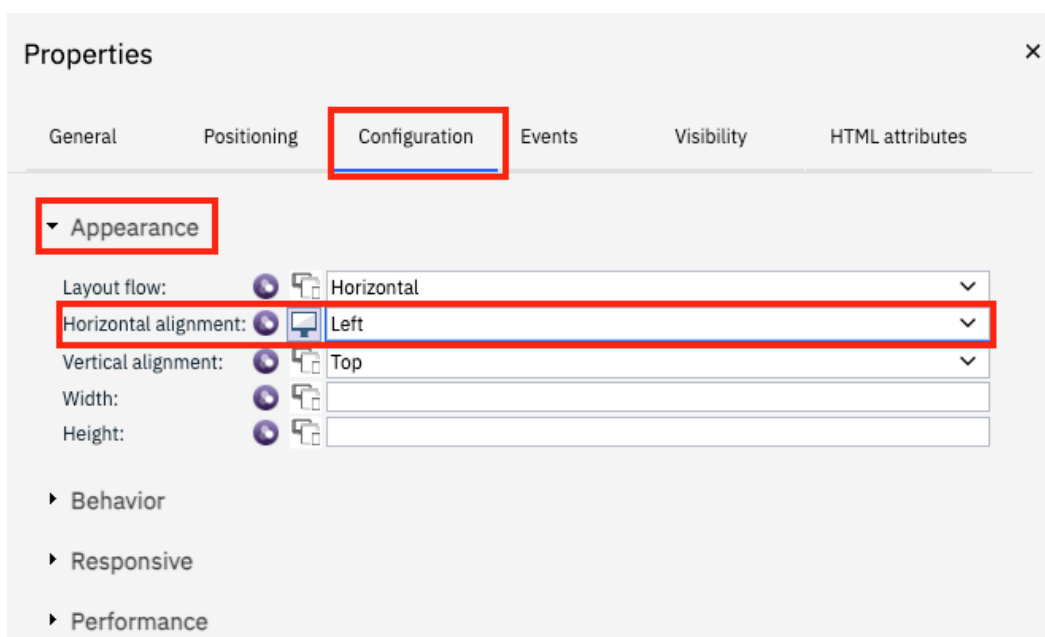 Properties
General Positioning Configuration Events Visibility HTML attributes
Appearance
Layout flow: Horizontal
Horizontal alignment: Left
Vertical alignment: Top
Width:
Height:
Behavior
Responsive
Performance